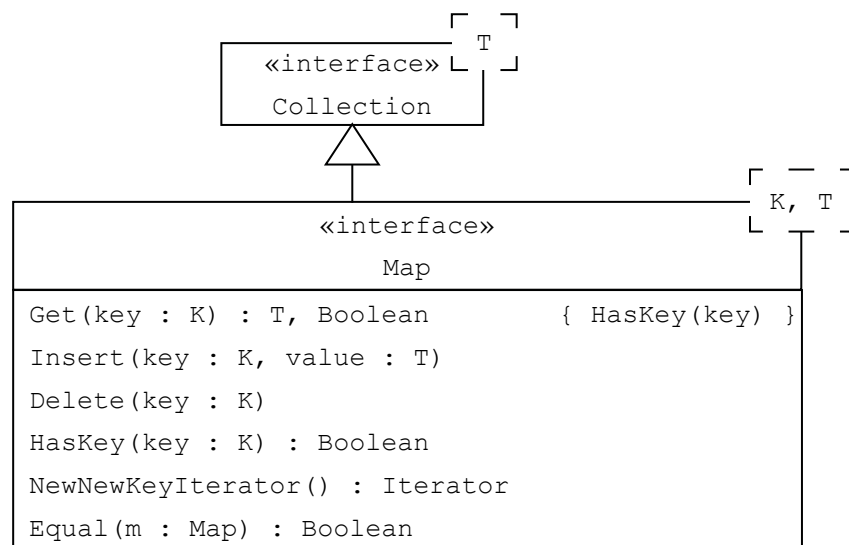 T
«interface»
Collection
K, T
«interface»
Map
Get(key : K) : T, Boolean { HasKey(key) }
Insert(key : K, value : T)
Delete(key : K)
HasKey(key : K) : Boolean
NewNewKeyIterator() : Iterator
Equal(m : Map) : Boolean